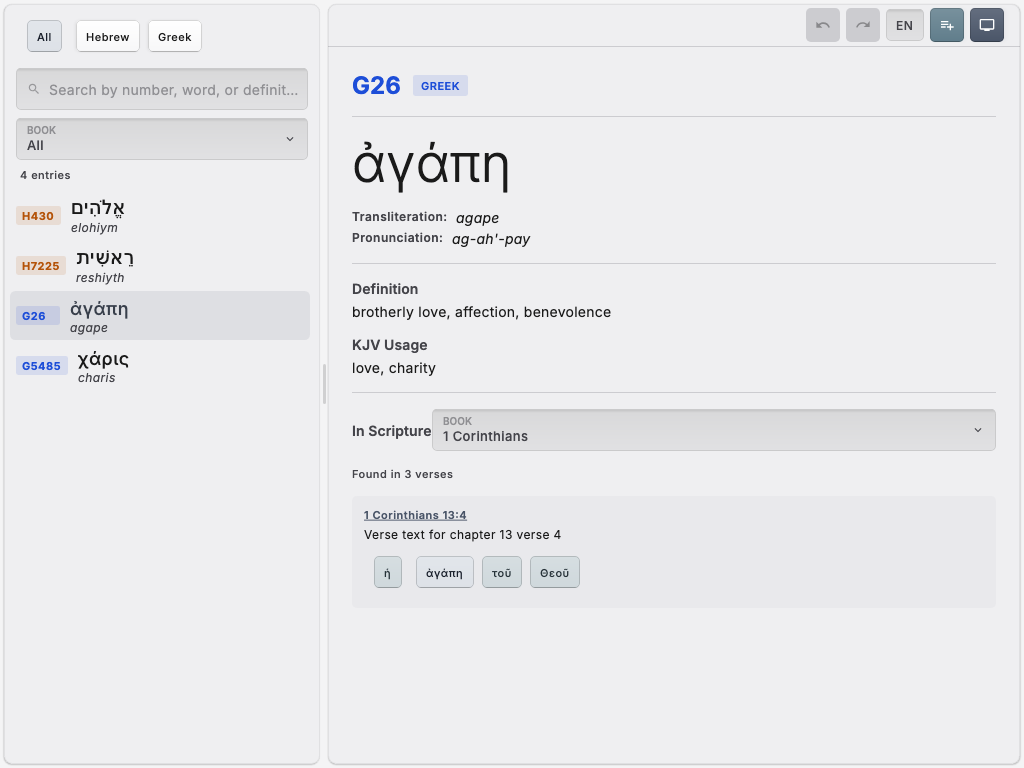 All
Hebrew
Greek
Search by number, word, or definit...
BOOK
All
4 entries
H430
אֱלֹהִים
elohiym
H7225
רֵאשִׁית
reshiyth
G26
ἀγάπη
agape
G5485
χάρις
charis
EN
G26
GREEK
ἀγάπη
Transliteration: agape
Pronunciation: ag-ah'-pay
Definition
brotherly love, affection, benevolence
KJV Usage
love, charity
In Scripture
BOOK
1 Corinthians
Found in 3 verses
1 Corinthians 13:4
Verse text for chapter 13 verse 4
ἡ ἀγάπη τοῦ Θεοῦ